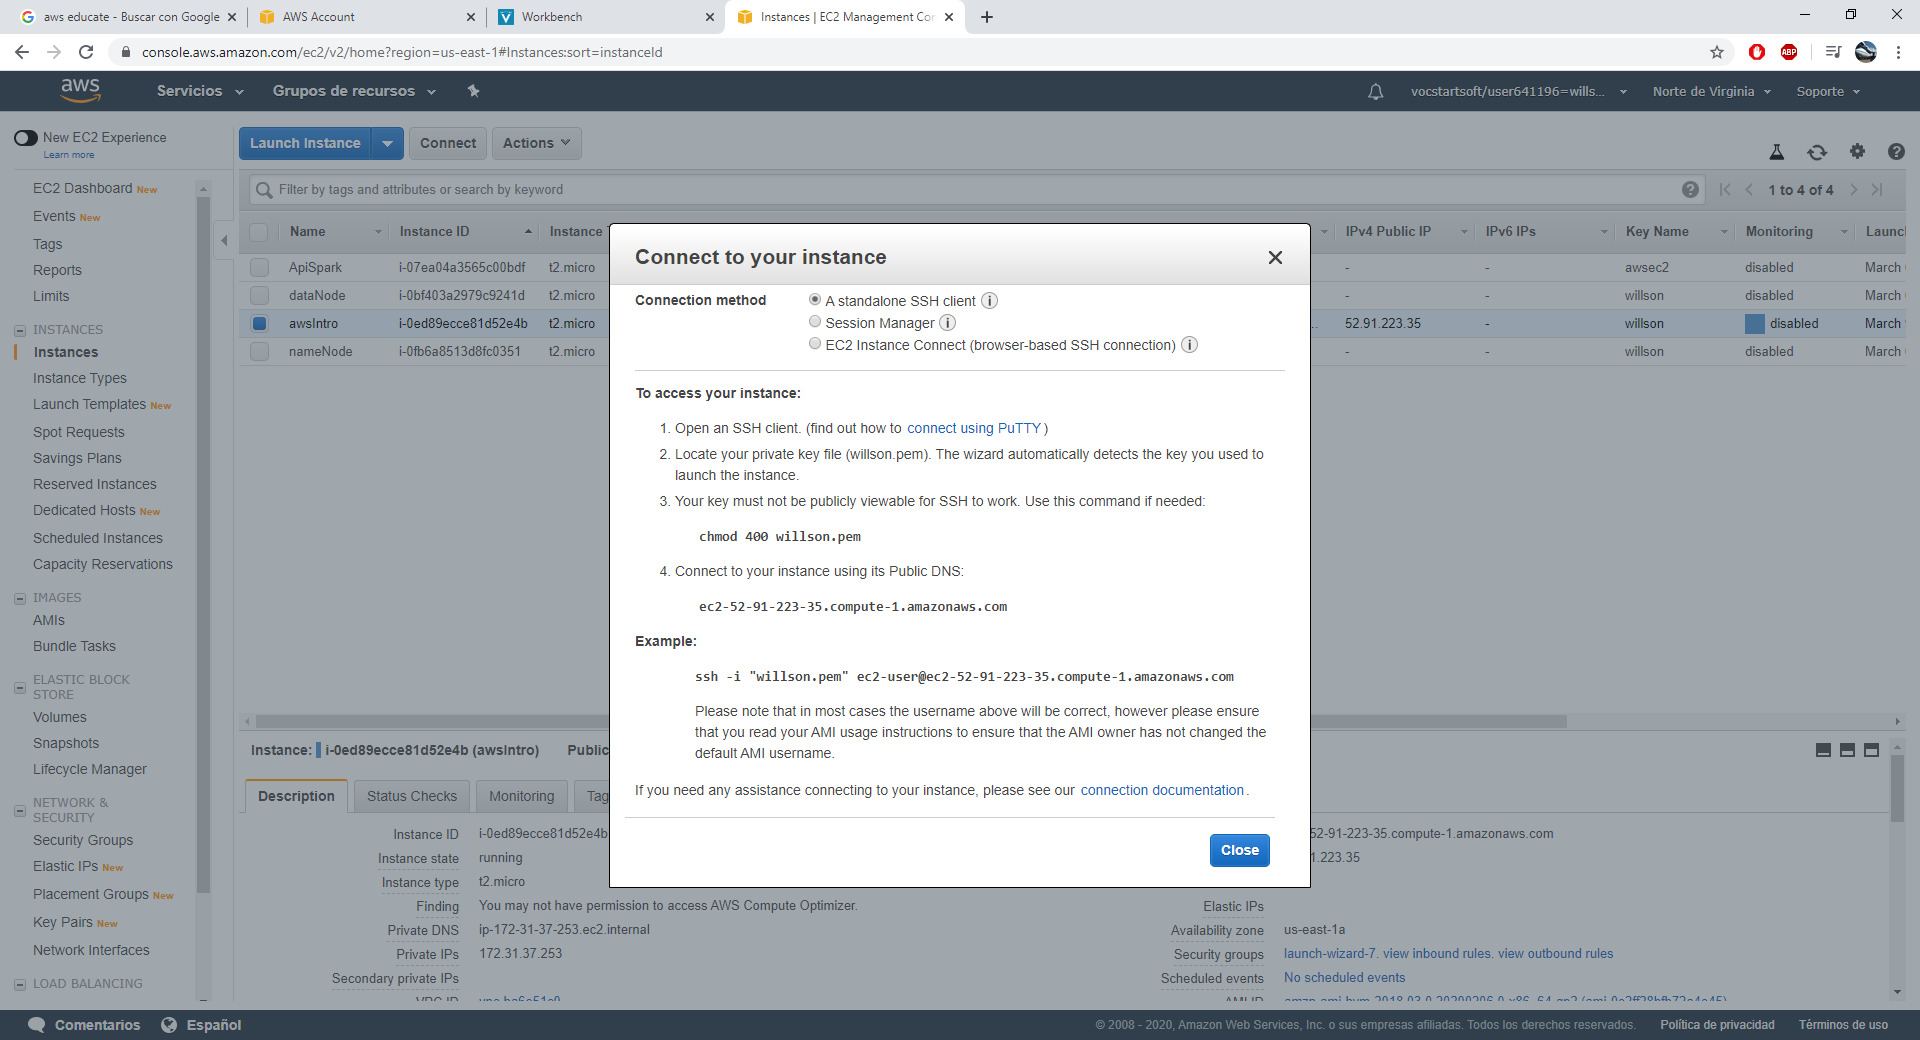 aws educate - Buscar con Google
AWS Account
Workbench
Instances | EC2 Management Cor
console.aws.amazon.com/ec2/v2/home?region=us-east-1#Instances:sort=instanceId
ABP
aws
Servicios
Grupos de recursos
vocstartsoft/user641196=wills...
Norte de Virginia
Soporte
New EC2 Experience
Learn more
Launch Instance
Connect
Actions
EC2 Dashboard New
Events New
Tags
Reports
Limits
INSTANCES
Instances
Instance Types
Launch Templates New
Spot Requests
Savings Plans
Reserved Instances
Dedicated Hosts New
Scheduled Instances
Capacity Reservations
IMAGES
AMIs
Bundle Tasks
ELASTIC BLOCK
STORE
Volumes
Snapshots
Lifecycle Manager
NETWORK &
SECURITY
Security Groups
Elastic IPs New
Placement Groups New
Key Pairs New
Network Interfaces
LOAD BALANCING
Filter by tags and attributes or search by keyword
1 to 4 of 4
Name Instance ID Instance IPv4 Public IP IPv6 IPs Key Name Monitoring Launc
ApiSpark i-07ea04a3565c00bdf t2.micro - - awsec2 disabled March
dataNode i-0bf403a2979c9241d t2.micro - - willson disabled March
awsIntro i-0ed89ecce81d52e4b t2.micro .. 52.91.223.35 - willson disabled March
nameNode i-0fb6a8513d8fc0351 t2.micro - - willson disabled March
Connect to your instance
Connection method
A standalone SSH client
Session Manager
EC2 Instance Connect (browser-based SSH connection)
To access your instance:
1. Open an SSH client. (find out how to connect using PuTTY)
2. Locate your private key file (willson.pem). The wizard automatically detects the key you used to
launch the instance.
3. Your key must not be publicly viewable for SSH to work. Use this command if needed:
chmod 400 willson.pem
4. Connect to your instance using its Public DNS:
ec2-52-91-223-35.compute-1.amazonaws.com
Example:
ssh -i "willson.pem" ec2-user@ec2-52-91-223-35.compute-1.amazonaws.com
Please note that in most cases the username above will be correct, however please ensure
that you read your AMI usage instructions to ensure that the AMI owner has not changed the
default AMI username.
If you need any assistance connecting to your instance, please see our connection documentation.
Close
Instance: i-0ed89ecce81d52e4b (awsIntro) Public
Description
Status Checks
Monitoring
Tag
Instance ID i-0ed89ecce81d52e4b
Instance state running
Instance type t2.micro
Finding You may not have permission to access AWS Compute Optimizer.
Private DNS ip-172-31-37-253.ec2.internal
Private IPs 172.31.37.253
Secondary private IPs
VPC ID
52-91-223-35.compute-1.amazonaws.com
1.223.35
Elastic IPs
Availability zone us-east-1a
Security groups launch-wizard-7. view inbound rules. view outbound rules
Scheduled events No scheduled events
AMI ID
Comentarios
Español
© 2008 - 2020, Amazon Web Services, Inc. o sus empresas afiliadas. Todos los derechos reservados.
Política de privacidad
Términos de uso